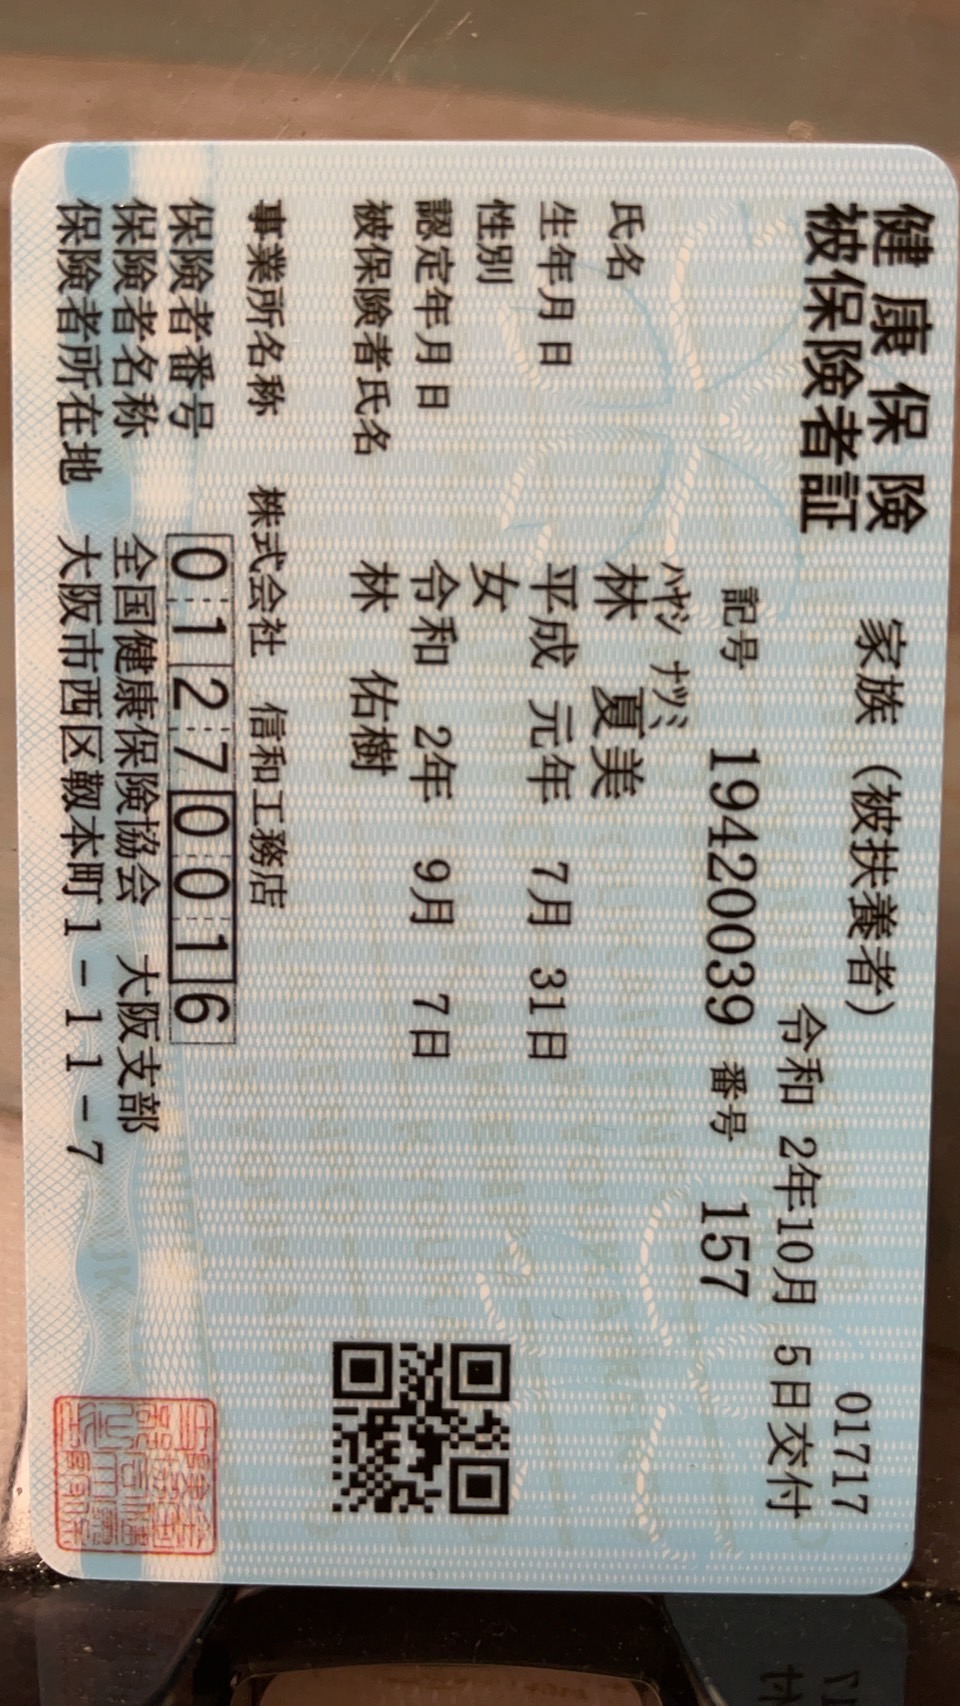 健康保険
被保険者証
家族（被扶養者）
01717
令和 2年10月 5日交付
記号 19420039 番号 157
ﾊﾔｼ ﾅﾂﾐ
氏名 林 夏美
生年月日 平成 元年 7月 31日
性別 女
認定年月日 令和 2年 9月 7日
被保険者氏名 林 佑樹
事業所名称 株式会社 信和工務店
保険者番号 01270016
保険者名称 全国健康保険協会 大阪支部
保険者所在地 大阪市西区靱本町1-11-7